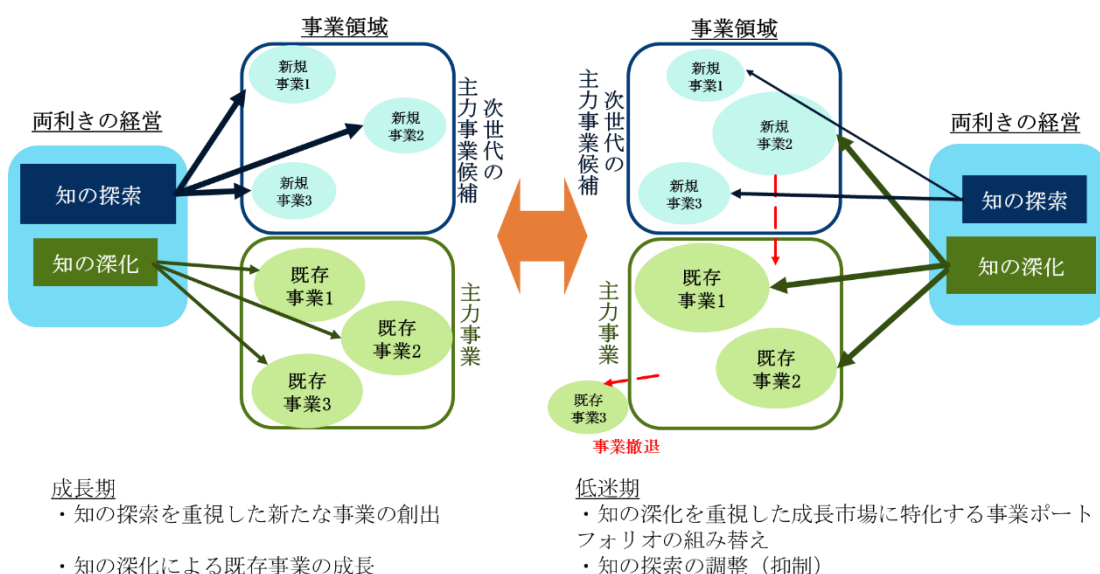 事業領域
両利きの経営
知の探索
知の深化
新規
事業1
新規
事業2
新規
事業3
次世代の
主力事業候補
既存
事業1
既存
事業2
既存
事業3
主力事業
成長期
・知の探索を重視した新たな事業の創出
・知の深化による既存事業の成長
事業領域
両利きの経営
知の探索
知の深化
次世代の
主力事業候補
新規
事業1
新規
事業2
新規
事業3
主力事業
既存
事業1
既存
事業2
既存
事業3
事業撤退
低迷期
・知の深化を重視した成長市場に特化する事業ポート
フォリオの組み替え
・知の探索の調整（抑制）